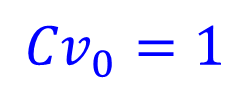 Cv₀ = 1